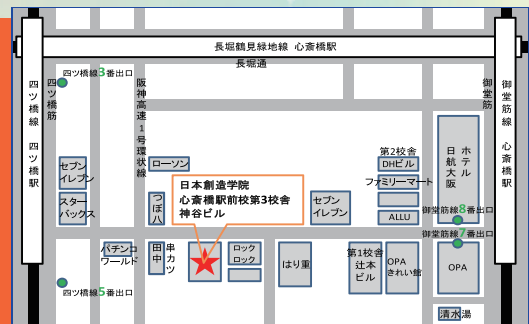 長堀鶴見緑地線 心斎橋駅
長堀通
四ツ橋線 四ツ橋駅
四ツ橋筋
四ツ橋線3番出口
阪神高速1号環状線
御堂筋
御堂筋線 心斎橋駅
セブン
イレブン
スター
バックス
ローソン
つぼ八
日本創造学院
心斎橋駅前校第3校舎
神谷ビル
セブン
イレブン
第2校舎
DHビル
ファミリーマート
ALLU
ホテル
日航大阪
御堂筋線8番出口
御堂筋線7番出口
パチンコ
ワールド
串カツ
田中
ロック
ロック
はり重
第1校舎
辻本
ビル
OPA
きれい館
OPA
四ツ橋線5番出口
清水湯